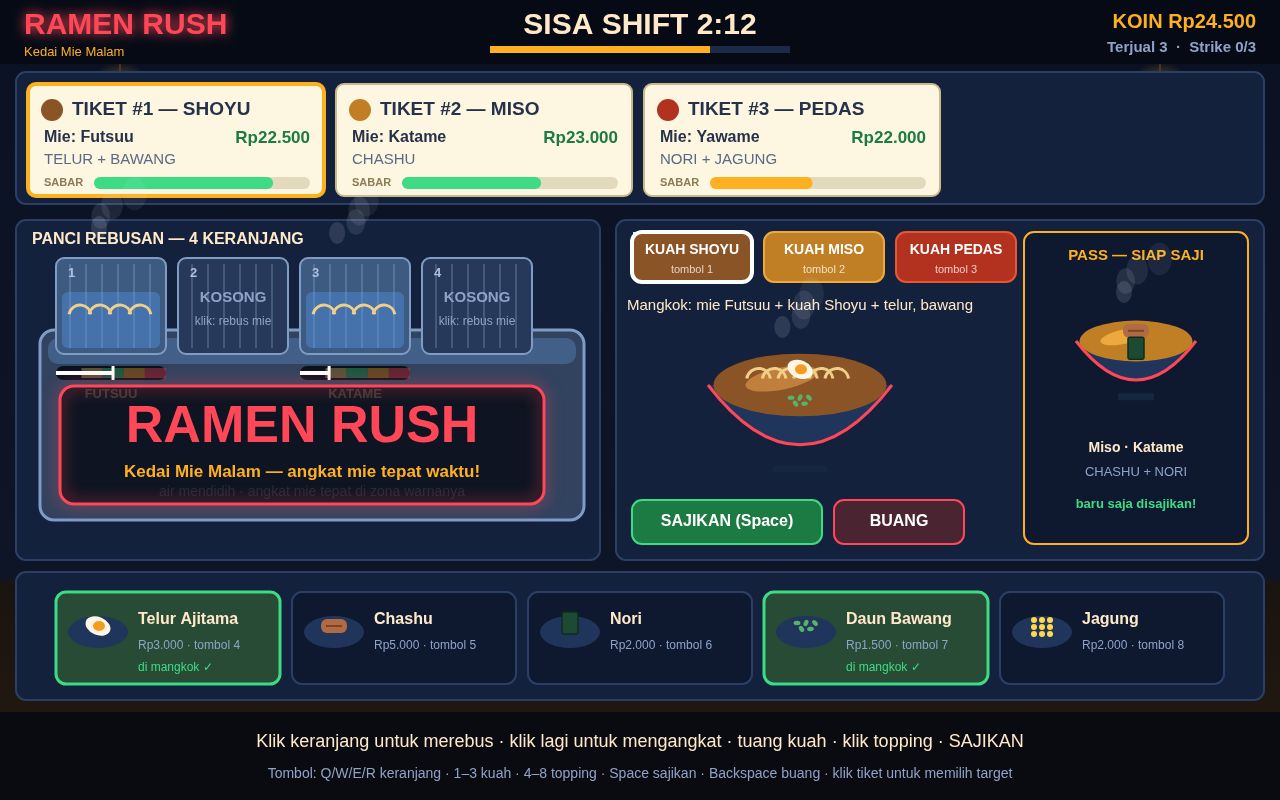 RAMEN RUSH
Kedai Mie Malam
SISA SHIFT 2:12
KOIN Rp24.500
Terjual 3 · Strike 0/3
TIKET #1 — SHOYU
Mie: Futsuu Rp22.500
TELUR + BAWANG
SABAR
TIKET #2 — MISO
Mie: Katame Rp23.000
CHASHU
SABAR
TIKET #3 — PEDAS
Mie: Yawame Rp22.000
NORI + JAGUNG
SABAR
PANCI REBUSAN — 4 KERANJANG
1
2
KOSONG
klik: rebus mie
3
4
KOSONG
klik: rebus mie
FUTSUU
KATAME
RAMEN RUSH
Kedai Mie Malam — angkat mie tepat waktu!
air mendidih · angkat mie tepat di zona warnanya
KUAH SHOYU
tombol 1
KUAH MISO
tombol 2
KUAH PEDAS
tombol 3
Mangkok: mie Futsuu + kuah Shoyu + telur, bawang
SAJIKAN (Space)
BUANG
PASS — SIAP SAJI
Miso · Katame
CHASHU + NORI
baru saja disajikan!
Telur Ajitama
Rp3.000 · tombol 4
di mangkok ✓
Chashu
Rp5.000 · tombol 5
Nori
Rp2.000 · tombol 6
Daun Bawang
Rp1.500 · tombol 7
di mangkok ✓
Jagung
Rp2.000 · tombol 8
Klik keranjang untuk merebus · klik lagi untuk mengangkat · tuang kuah · klik topping · SAJIKAN
Tombol: Q/W/E/R keranjang · 1–3 kuah · 4–8 topping · Space sajikan · Backspace buang · klik tiket untuk memilih target